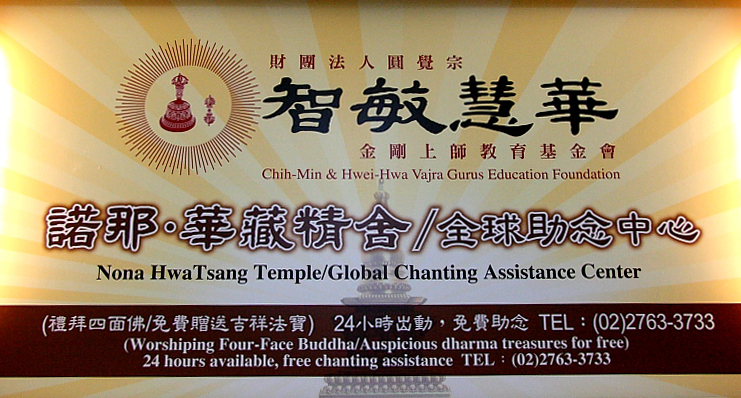 財團法人圓覺宗
智敏慧華
金剛上師教育基金會
Chih-Min & Hwei-Hwa Vajra Gurus Education Foundation
諾那·華藏精舍/全球助念中心
Nona HwaTsang Temple/Global Chanting Assistance Center
(禮拜四面佛/免費贈送吉祥法寶) 24小時出動，免費助念 TEL：(02)2763-3733
(Worshiping Four-Face Buddha/Auspicious dharma treasures for free)
24 hours available, free chanting assistance TEL：(02)2763-3733